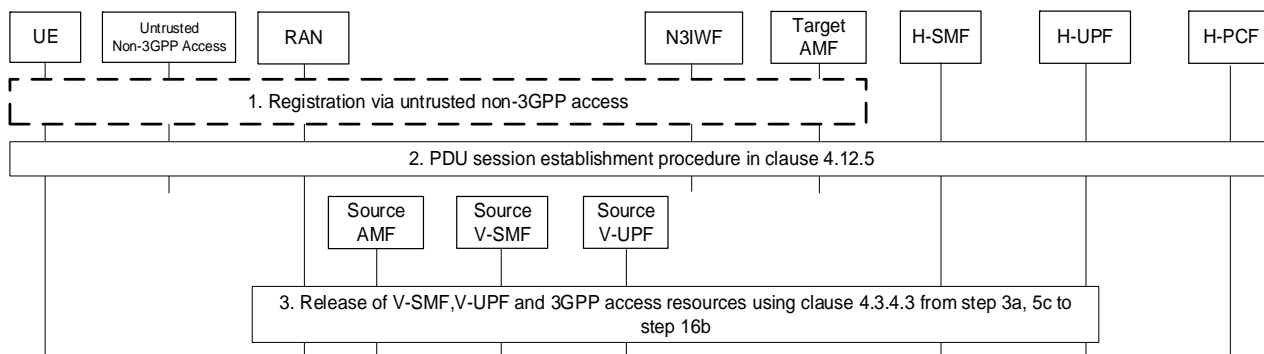 UE
Untrusted
Non-3GPP Access
RAN
N3IWF
Target
AMF
H-SMF
H-UPF
H-PCF
1. Registration via untrusted non-3GPP access
2. PDU session establishment procedure in clause 4.12.5
Source
AMF
Source
V-SMF
Source
V-UPF
3. Release of V-SMF,V-UPF and 3GPP access resources using clause 4.3.4.3 from step 3a, 5c to
step 16b